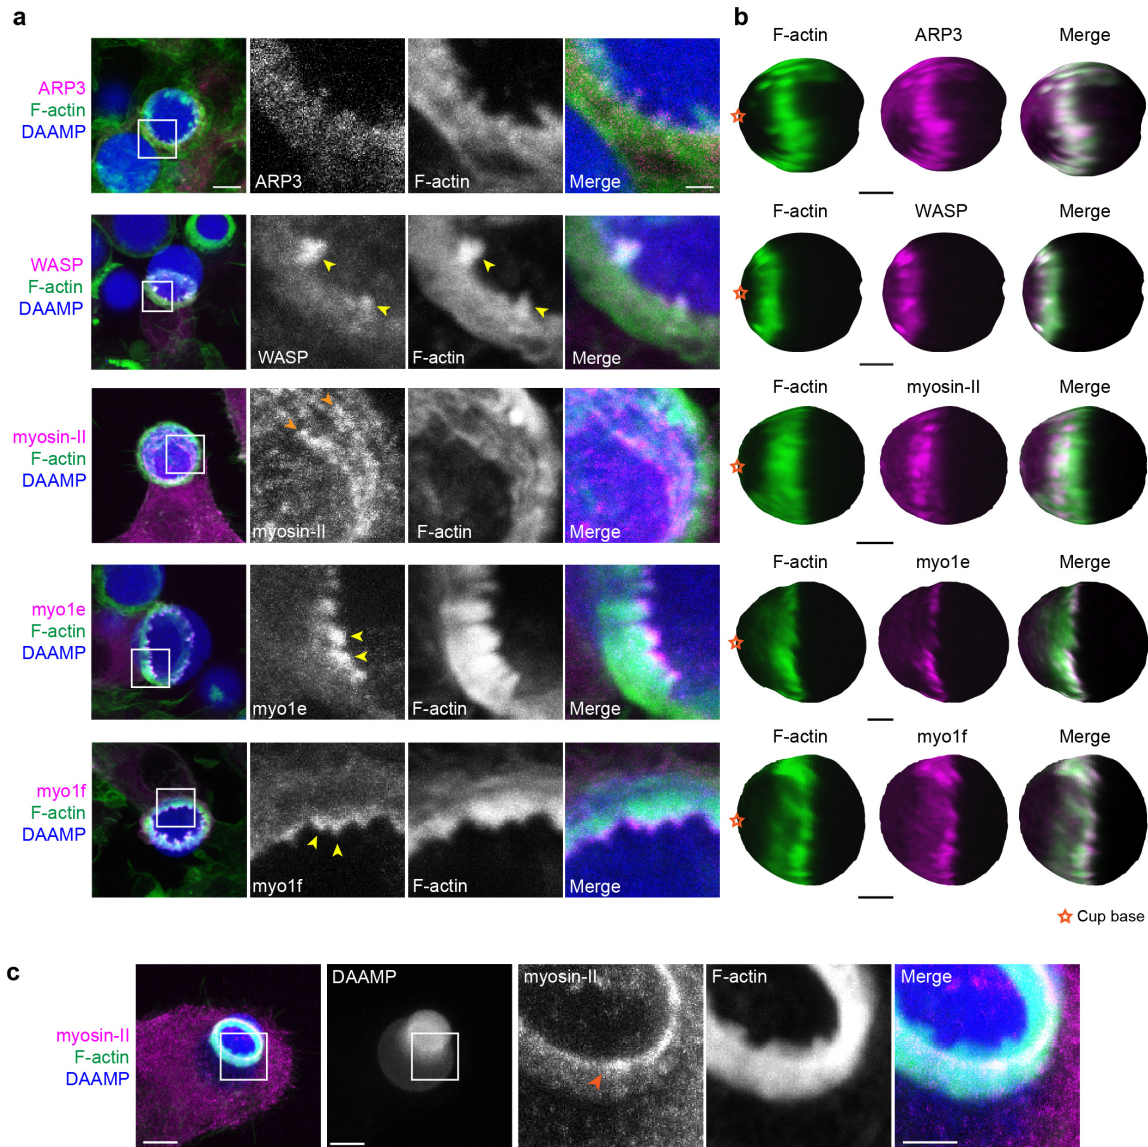 a
ARP3
F-actin
DAAMP
ARP3
F-actin
Merge
WASP
F-actin
DAAMP
WASP
F-actin
Merge
myosin-II
F-actin
DAAMP
myosin-II
F-actin
Merge
myo1e
F-actin
DAAMP
myo1e
F-actin
Merge
myo1f
F-actin
DAAMP
myo1f
F-actin
Merge
b
F-actin ARP3 Merge
F-actin WASP Merge
F-actin myosin-II Merge
F-actin myo1e Merge
F-actin myo1f Merge
Cup base
c
myosin-II
F-actin
DAAMP
DAAMP
myosin-II
F-actin
Merge